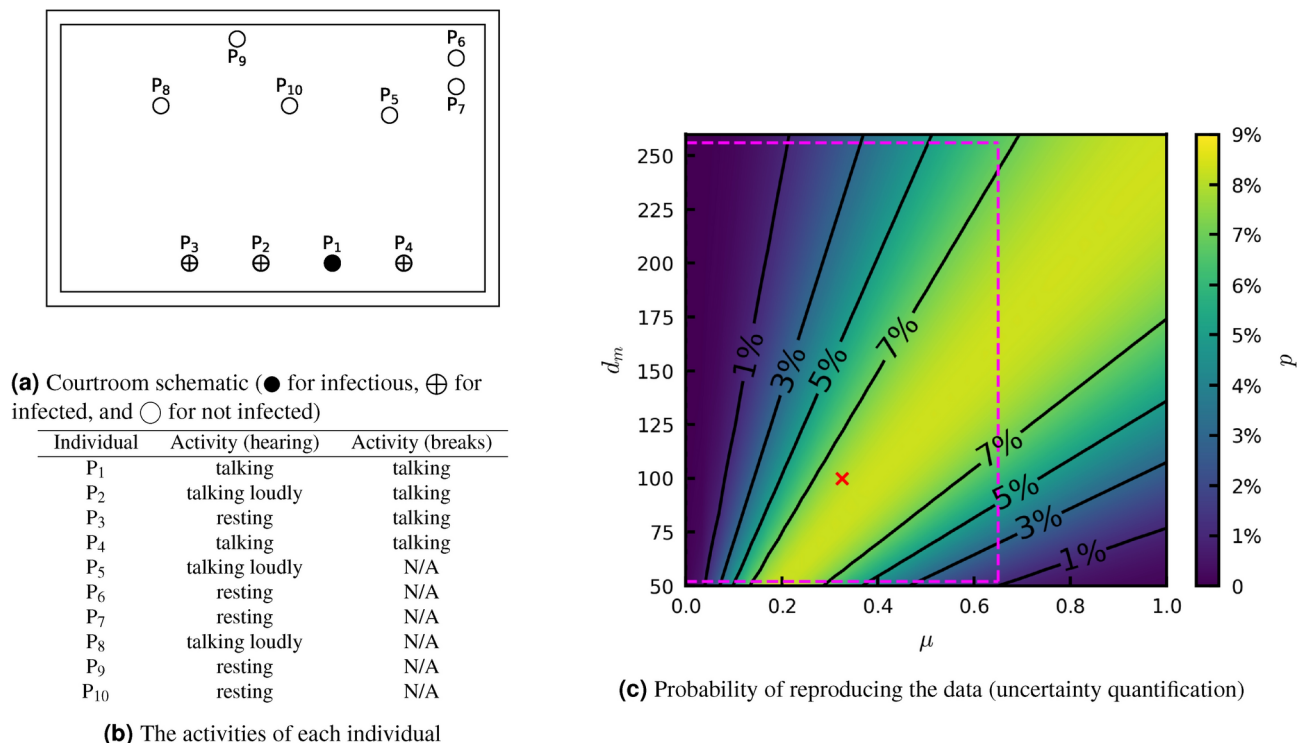 P9
P6
P8
P10
P5
P7
P3
P2
P1
P4
(a) Courtroom schematic (● for infectious, ⊕ for
infected, and ○ for not infected)
Individual Activity (hearing) Activity (breaks)
P1 talking talking
P2 talking loudly talking
P3 resting talking
P4 talking talking
P5 talking loudly N/A
P6 resting N/A
P7 resting N/A
P8 talking loudly N/A
P9 resting N/A
P10 resting N/A
(b) The activities of each individual
250
225
200
175
150
125
100
75
50
dm
0.0 0.2 0.4 0.6 0.8 1.0
μ
1%
3%
5%
7%
7%
5%
3%
1%
9%
8%
7%
6%
5%
4%
3%
2%
1%
0
p
(c) Probability of reproducing the data (uncertainty quantification)